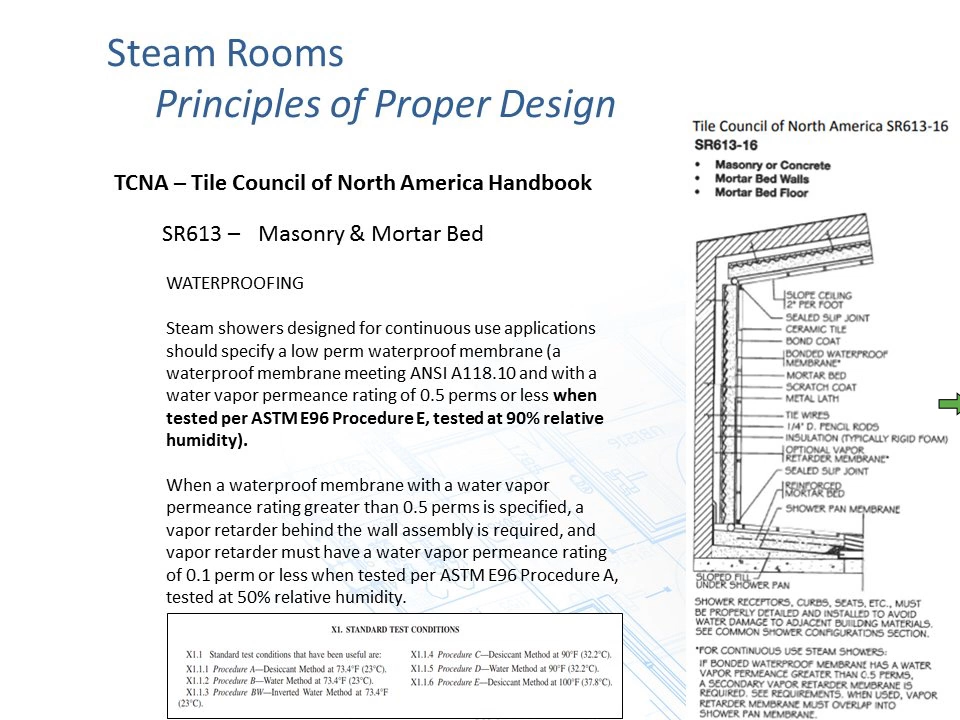 Steam Rooms
Principles of Proper Design
TCNA – Tile Council of North America Handbook
SR613 – Masonry & Mortar Bed
WATERPROOFING
Steam showers designed for continuous use applications
should specify a low perm waterproof membrane (a
waterproof membrane meeting ANSI A118.10 and with a
water vapor permeance rating of 0.5 perms or less when
tested per ASTM E96 Procedure E, tested at 90% relative
humidity).
When a waterproof membrane with a water vapor
permeance rating greater than 0.5 perms is specified, a
vapor retarder behind the wall assembly is required, and
vapor retarder must have a water vapor permeance rating
of 0.1 perm or less when tested per ASTM E96 Procedure A,
tested at 50% relative humidity.
X1. STANDARD TEST CONDITIONS
X1.1 Standard test conditions that have been useful are:
X1.1.1 Procedure A—Desiccant Method at 73.4°F (23°C).
X1.1.2 Procedure B—Water Method at 73.4°F (23°C).
X1.1.3 Procedure BW—Inverted Water Method at 73.4°F
(23°C).
X1.1.4 Procedure C—Desiccant Method at 90°F (32.2°C).
X1.1.5 Procedure D—Water Method at 90°F (32.2°C).
X1.1.6 Procedure E—Desiccant Method at 100°F (37.8°C).
Tile Council of North America SR613-16
SR613-16
• Masonry or Concrete
• Mortar Bed Walls
• Mortar Bed Floor
SLOPE CEILING
2" PER FOOT
SEALED SLIP JOINT
CERAMIC TILE
BOND COAT
BONDED WATERPROOF
MEMBRANE*
MORTAR BED
SCRATCH COAT
METAL LATH
TIE WIRES
1/4" D. PENCIL RODS
INSULATION (TYPICALLY RIGID FOAM)
OPTIONAL VAPOR
RETARDER MEMBRANE*
SEALED SLIP JOINT
REINFORCED
MORTAR BED
SHOWER PAN MEMBRANE
SLOPED FILL
UNDER SHOWER PAN
SHOWER RECEPTORS, CURBS, SEATS, ETC., MUST
BE PROPERLY DETAILED AND INSTALLED TO AVOID
WATER DAMAGE TO ADJACENT BUILDING MATERIALS.
SEE COMMON SHOWER CONFIGURATIONS SECTION.
*FOR CONTINUOUS USE STEAM SHOWERS:
IF BONDED WATERPROOF MEMBRANE HAS A WATER
VAPOR PERMEANCE GREATER THAN 0.5 PERMS,
A SECONDARY VAPOR RETARDER MEMBRANE IS
REQUIRED. SEE REQUIREMENTS. WHEN USED, VAPOR
RETARDER MEMBRANE MUST OVERLAP INTO
SHOWER PAN MEMBRANE.